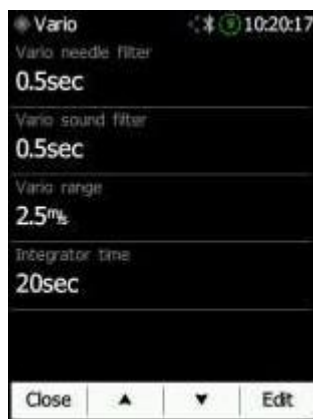 Vario 10:20:17
Vario needle filter
0.5sec
Vario sound filter
0.5sec
Vario range
2.5m/s
Integrator time
20sec
Close ▲ ▼ Edit